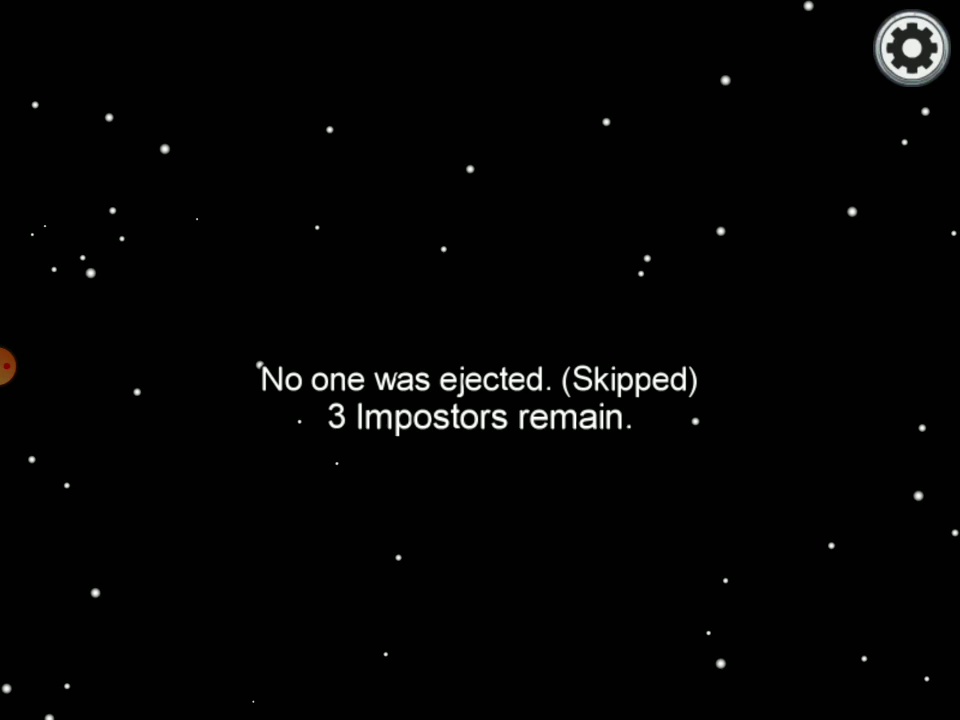 No one was ejected. (Skipped)
3 Impostors remain.